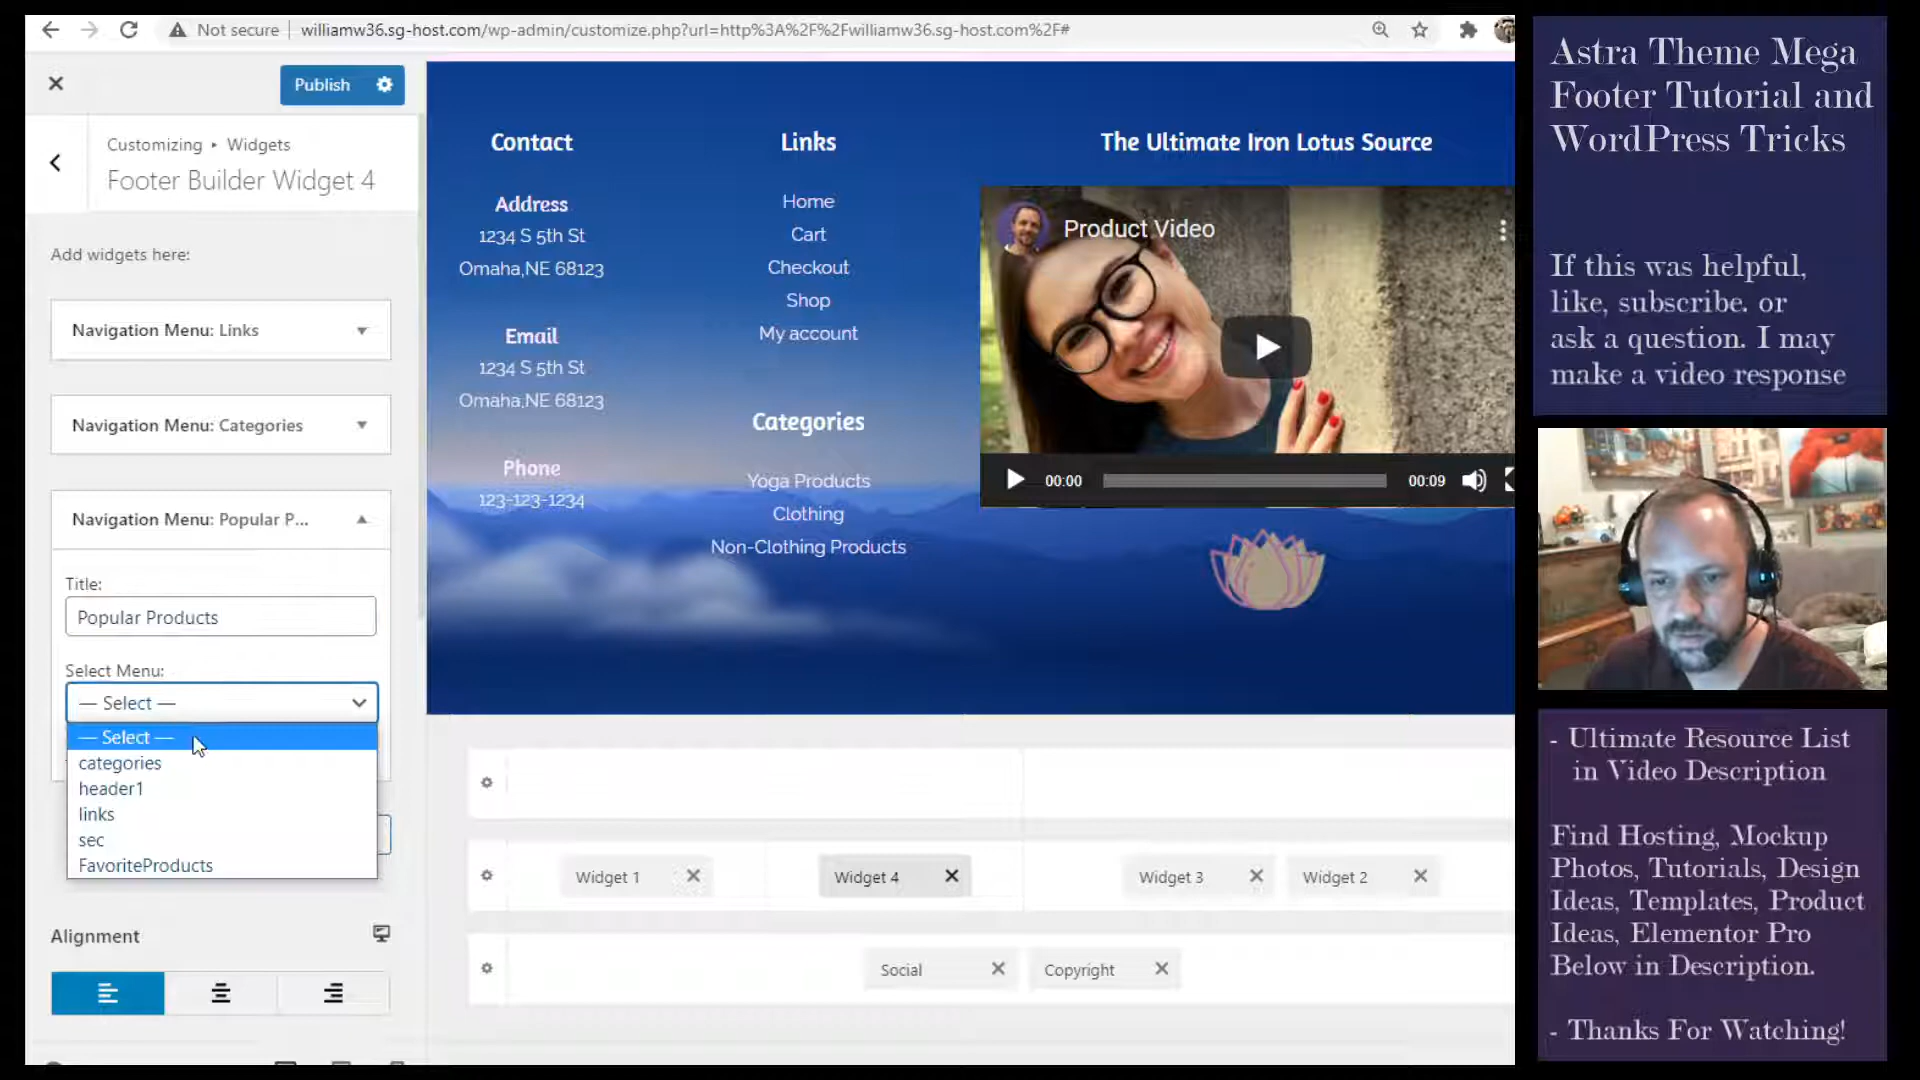 Not secure
williamw36.sg-host.com/wp-admin/customize.php?url=http%3A%2F%2Fwilliamw36.sg-host.com%2F#
Publish
Customizing ▸ Widgets
Footer Builder Widget 4
Add widgets here:
Navigation Menu: Links
Navigation Menu: Categories
Navigation Menu: Popular P...
Title:
Popular Products
Select Menu:
— Select —
— Select —
categories
header1
links
sec
FavoriteProducts
Alignment
Contact
Address
1234 S 5th St
Omaha,NE 68123
Email
1234 S 5th St
Omaha,NE 68123
Phone
123-123-1234
Links
Home
Cart
Checkout
Shop
My account
Categories
Yoga Products
Clothing
Non-Clothing Products
The Ultimate Iron Lotus Source
Product Video
00:00
00:09
Widget 1
Widget 4
Widget 3
Widget 2
Social
Copyright
Astra Theme Mega
Footer Tutorial and
WordPress Tricks
If this was helpful,
like, subscribe. or
ask a question. I may
make a video response
- Ultimate Resource List
in Video Description
Find Hosting, Mockup
Photos, Tutorials, Design
Ideas, Templates, Product
Ideas, Elementor Pro
Below in Description.
- Thanks For Watching!